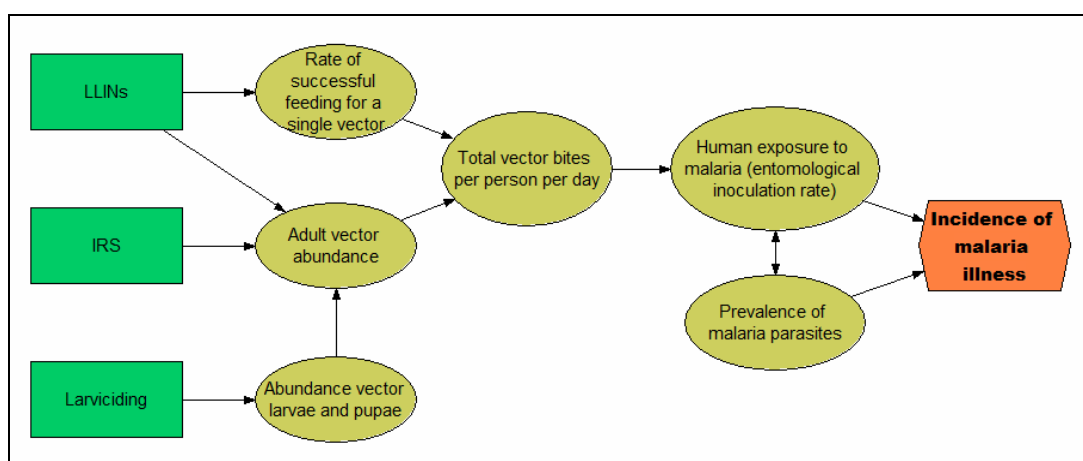 LLINs
Rate of
successful
feeding for a
single vector
Total vector bites
per person per day
Human exposure to
malaria (entomological
inoculation rate)
IRS
Adult vector
abundance
Incidence of
malaria
illness
Prevalence of
malaria parasites
Larviciding
Abundance vector
larvae and pupae